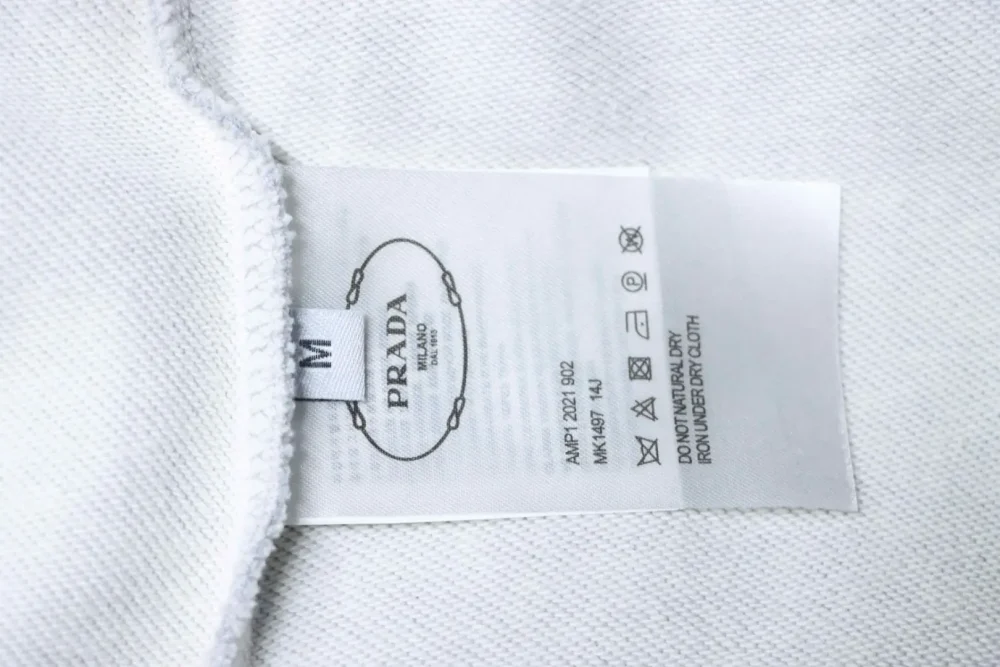 M
PRADA
MILANO
DAL 1913
AMP1 2021 902
MK1497 14J
P
W
DO NOT NATURAL DRY
IRON UNDER DRY CLOTH